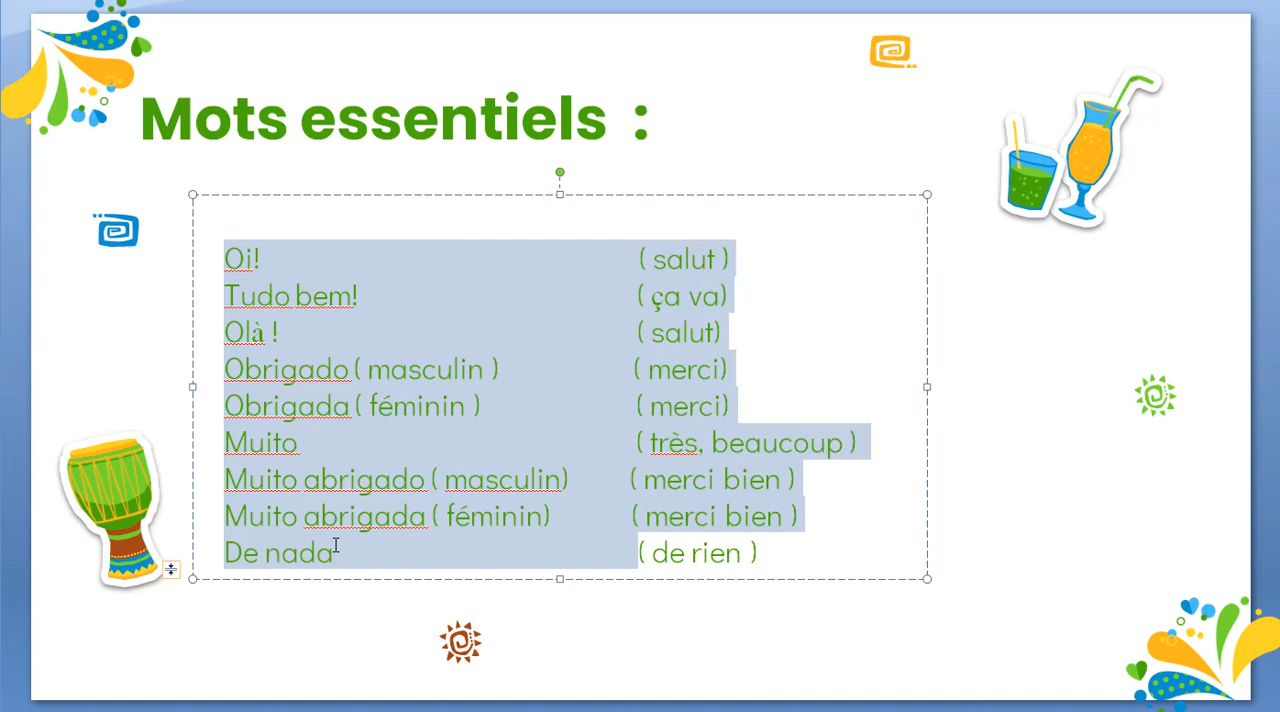 Mots essentiels :
Oi! ( salut )
Tudo bem! ( ça va)
Olà ! ( salut)
Obrigado ( masculin ) ( merci)
Obrigada ( féminin ) ( merci)
Muito ( très, beaucoup )
Muito abrigado ( masculin) ( merci bien )
Muito abrigada ( féminin) ( merci bien )
De nada ( de rien )